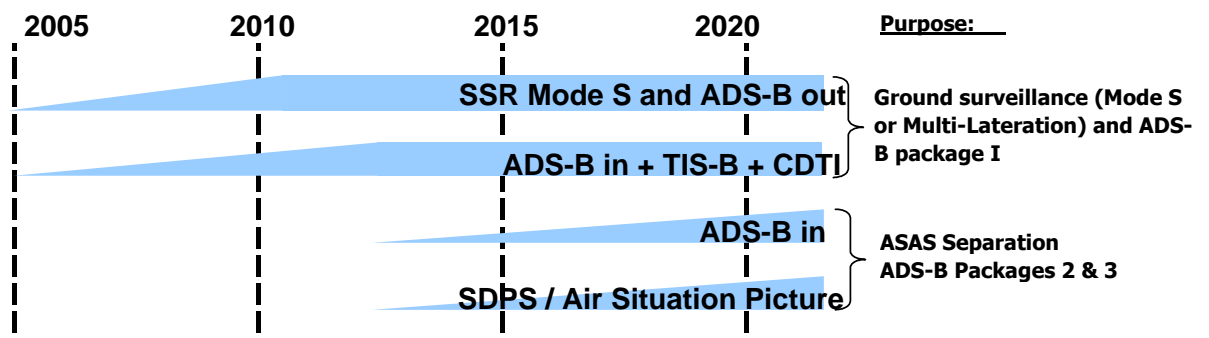 2005 2010 2015 2020 Purpose:
SSR Mode S and ADS-B out
Ground surveillance (Mode S
or Multi-Lateration) and ADS-
B package I
ADS-B in + TIS-B + CDTI
ADS-B in
ASAS Separation
ADS-B Packages 2 & 3
SDPS / Air Situation Picture